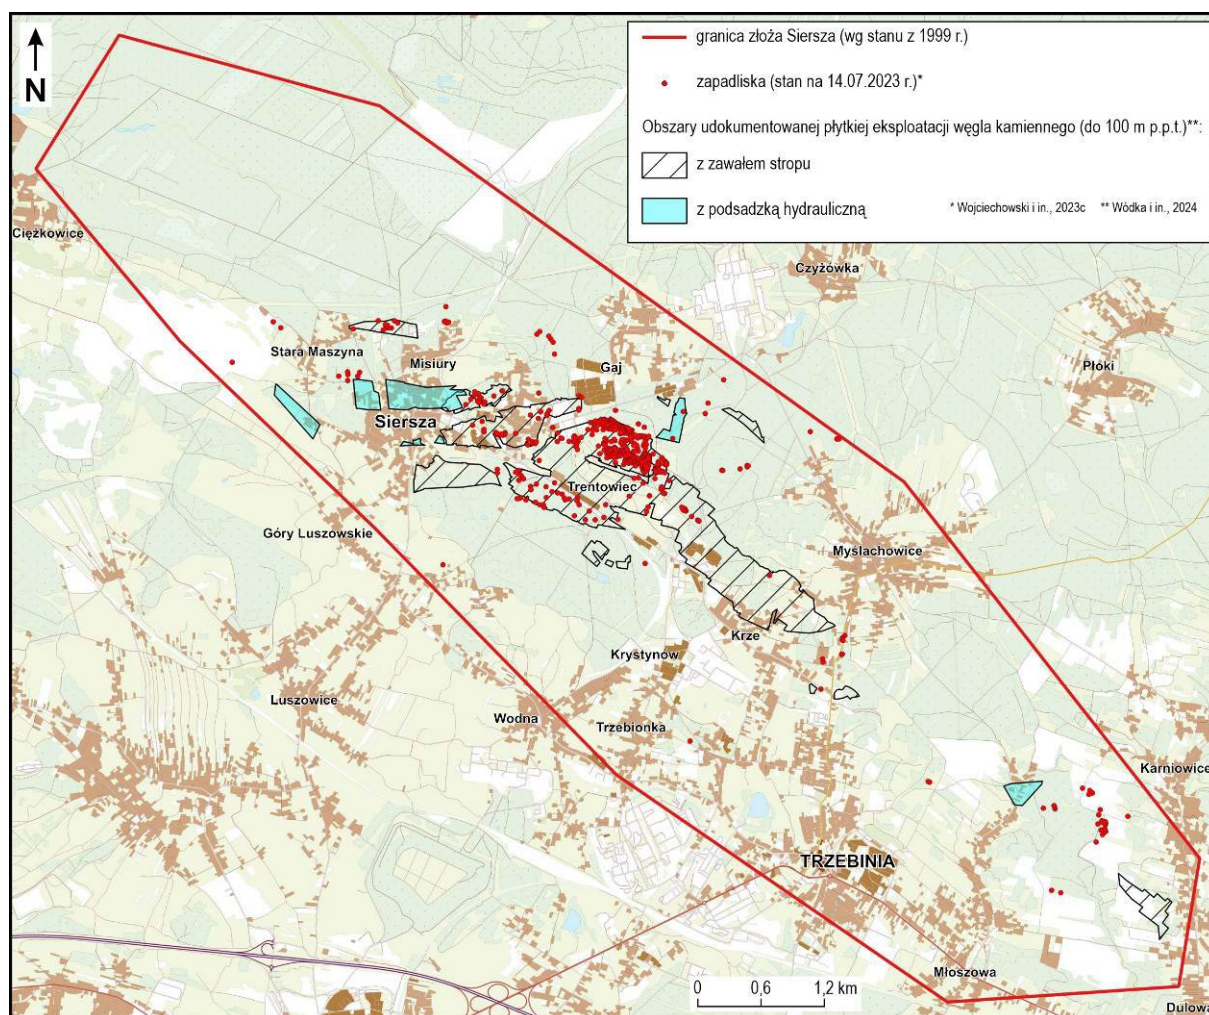 N
granica złoża Siersza (wg stanu z 1999 r.)
zapadliska (stan na 14.07.2023 r.)*
Obszary udokumentowanej płytkiej eksploatacji węgla kamiennego (do 100 m p.p.t.)**:
z zawałem stropu
z podsadzką hydrauliczną
* Wojciechowski i in., 2023c ** Wódka i in., 2024
Ciężkowice
Czyżówka
Stara Maszyna
Misiury
Gaj
Płóki
Siersza
Trentowiec
Góry Luszowskie
Myślachowice
Krze
Krystynów
Luszowice
Wodna
Trzebionka
Karniowice
TRZEBINIA
Młoszowa
Dulowa
0 0,6 1,2 km